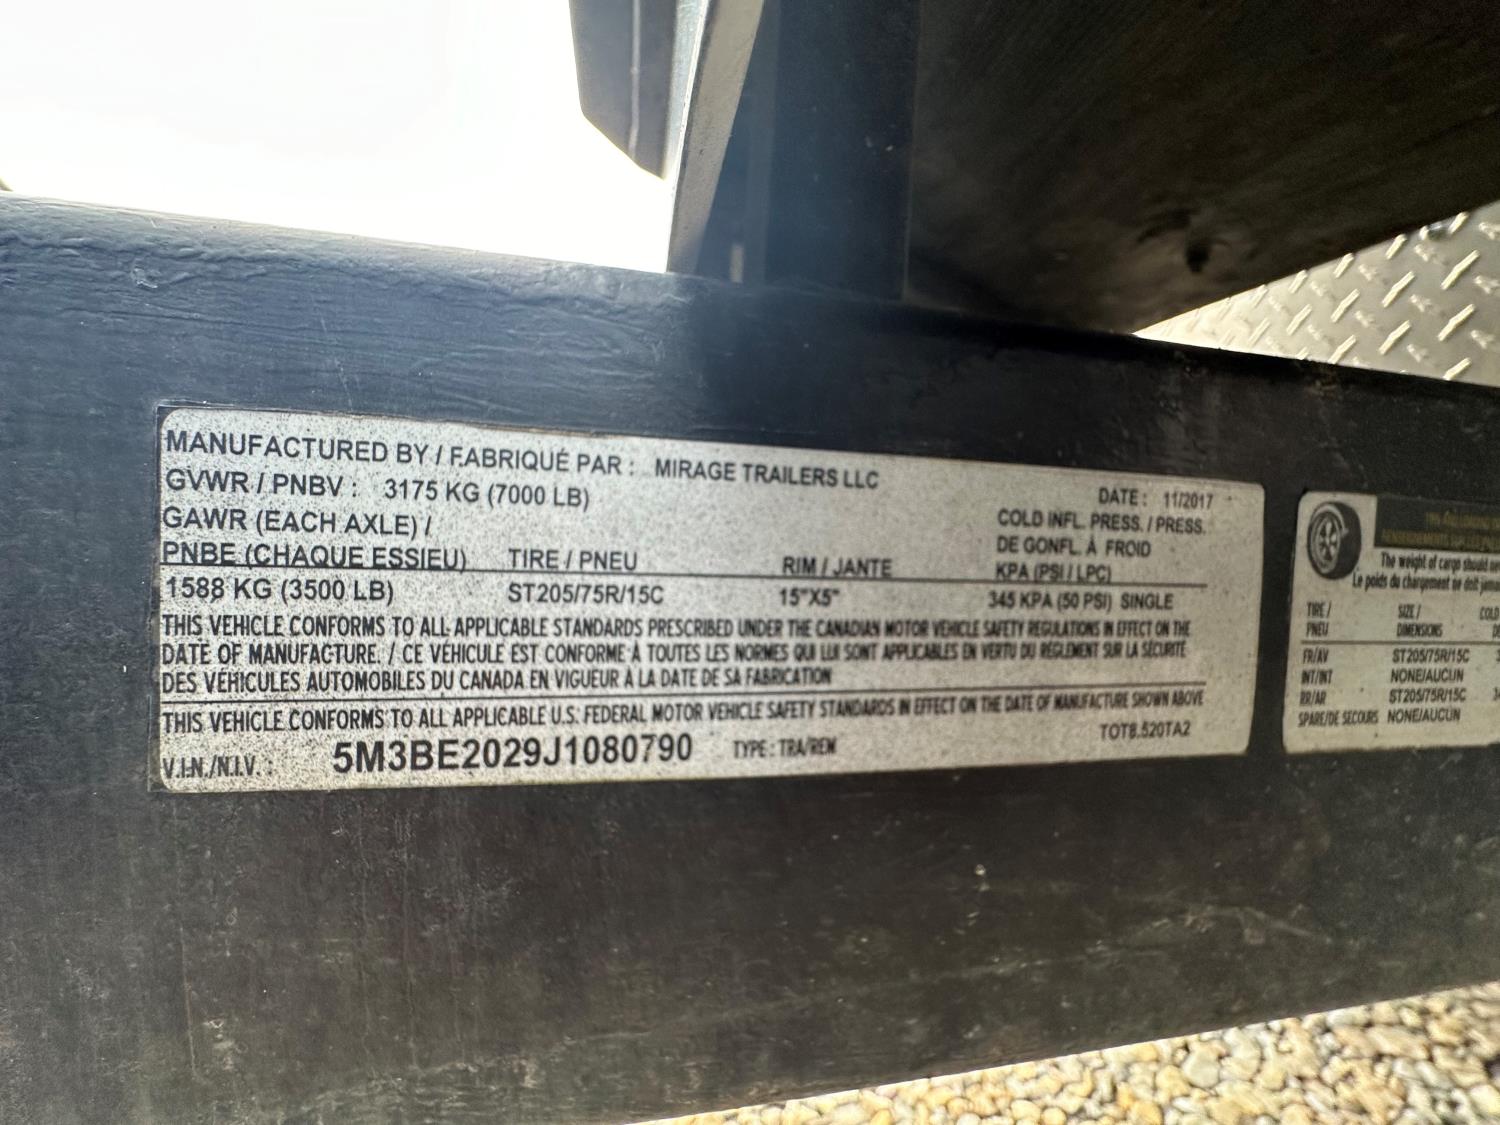 MANUFACTURED BY / FABRIQUÉ PAR : MIRAGE TRAILERS LLC
GVWR / PNBV : 3175 KG (7000 LB)
DATE : 11/2017
GAWR (EACH AXLE) /
PNBE (CHAQUE ESSIEU)
TIRE / PNEU
RIM / JANTE
COLD INFL. PRESS. / PRESS.
DE GONFL. À FROID
KPA (PSI / LPC)
1588 KG (3500 LB) ST205/75R/15C 15"X5" 345 KPA (50 PSI) SINGLE
THIS VEHICLE CONFORMS TO ALL APPLICABLE STANDARDS PRESCRIBED UNDER THE CANADIAN MOTOR VEHICLE SAFETY REGULATIONS IN EFFECT ON THE
DATE OF MANUFACTURE. / CE VÉHICULE EST CONFORME À TOUTES LES NORMES QUI LUI SONT APPLICABLES EN VERTU DU RÈGLEMENT SUR LA SÉCURITÉ
DES VÉHICULES AUTOMOBILES DU CANADA EN VIGUEUR À LA DATE DE SA FABRICATION
THIS VEHICLE CONFORMS TO ALL APPLICABLE U.S. FEDERAL MOTOR VEHICLE SAFETY STANDARDS IN EFFECT ON THE DATE OF MANUFACTURE SHOWN ABOVE
V.I.N./N.I.V. : 5M3BE2029J1080790 TYPE : TRA/REM TOT8.520TA2
The weight of cargo should
Le poids du chargement ne doit
TIRE / SIZE / COLD
PNEU DIMENSIONS
FR/AV ST205/75R/15C
INT/INT NONE/AUCUN
RR/AR ST205/75R/15C
SPARE/DE SECOURS NONE/AUCUN